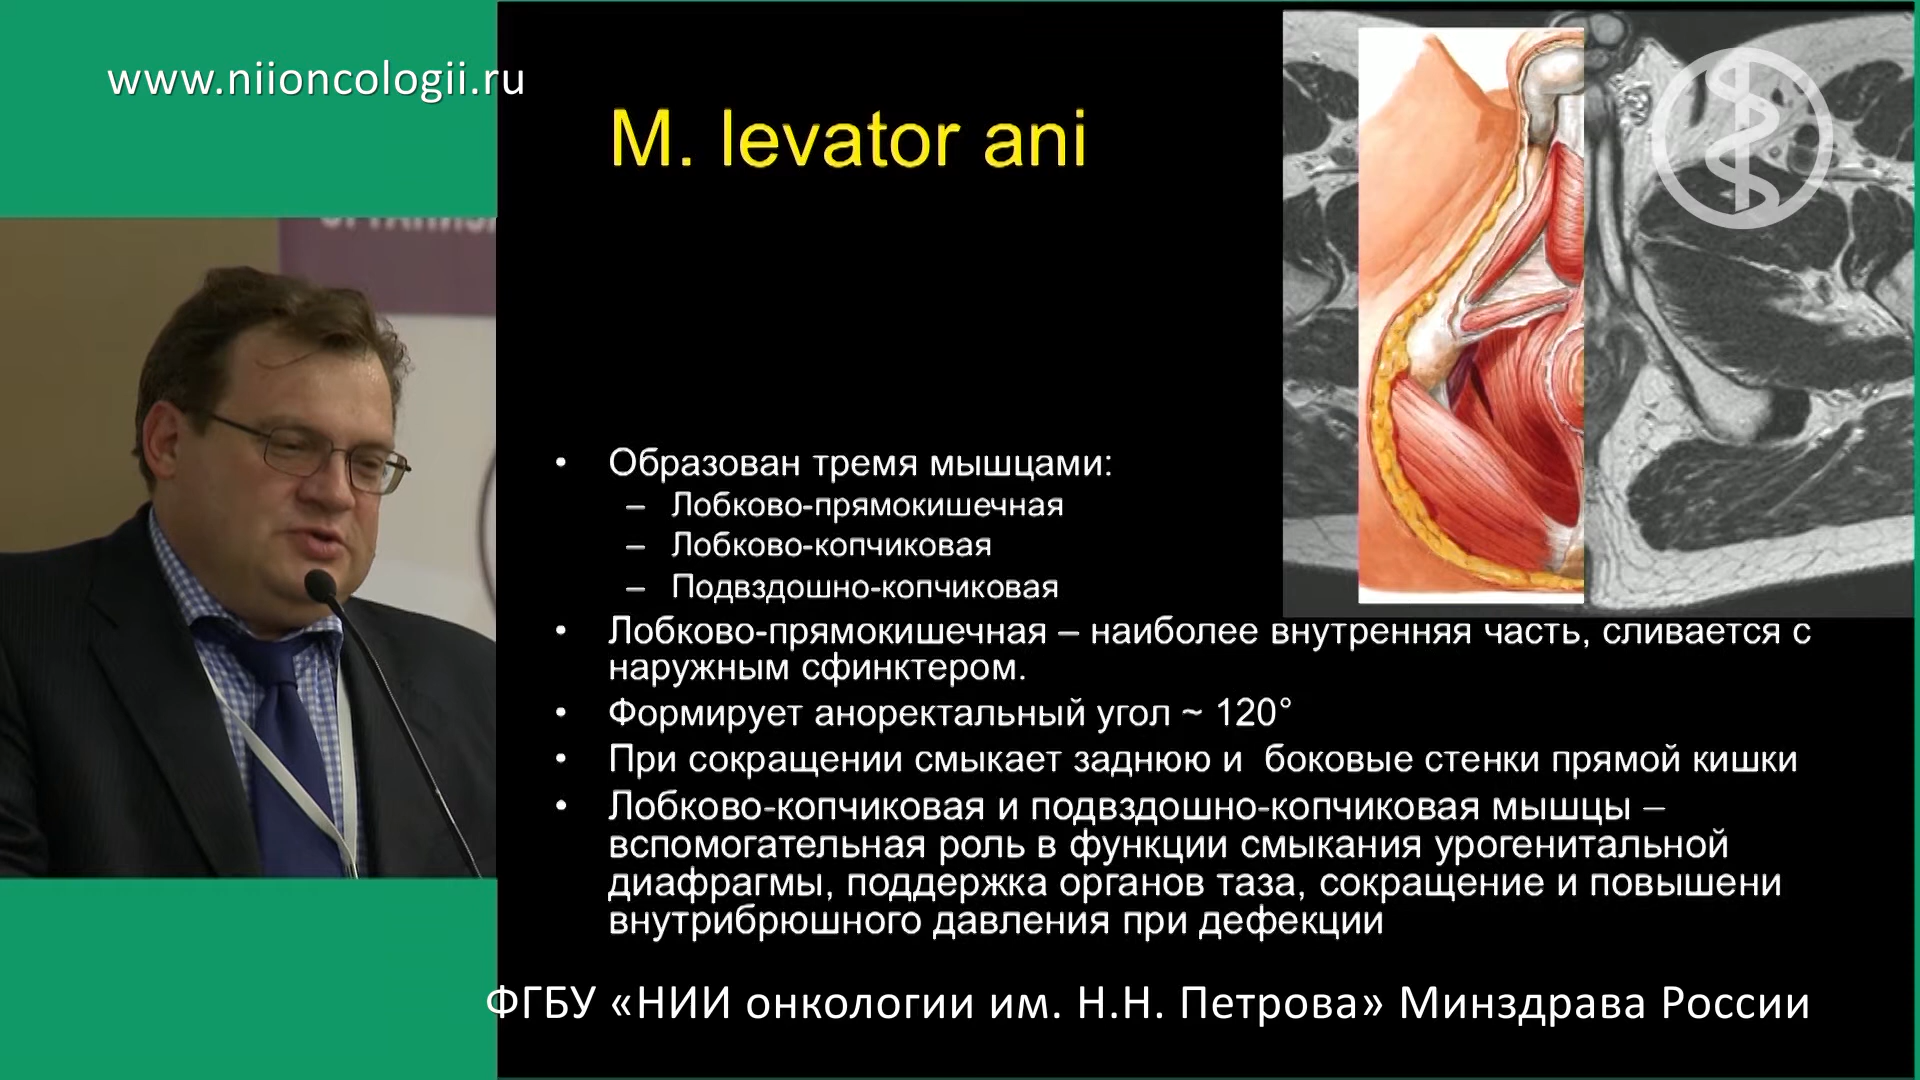 www.niioncologii.ru
M. levator ani
• Образован тремя мышцами:
– Лобково-прямокишечная
– Лобково-копчиковая
– Подвздошно-копчиковая
• Лобково-прямокишечная – наиболее внутренняя часть, сливается с
наружным сфинктером.
• Формирует аноректальный угол ~ 120°
• При сокращении смыкает заднюю и боковые стенки прямой кишки
• Лобково-копчиковая и подвздошно-копчиковая мышцы –
вспомогательная роль в функции смыкания урогенитальной
диафрагмы, поддержка органов таза, сокращение и повышени
внутрибрюшного давления при дефекции
ФГБУ «НИИ онкологии им. Н.Н. Петрова» Минздрава России